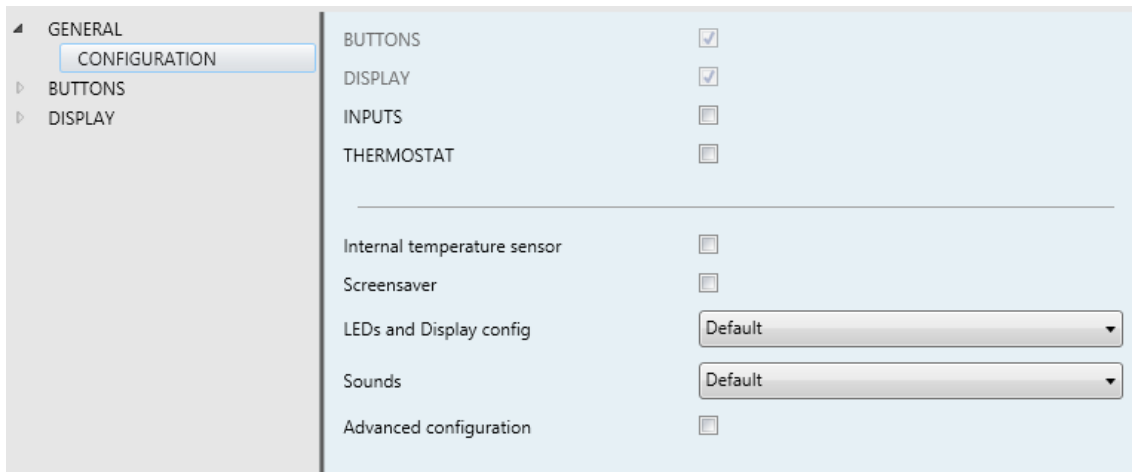 GENERAL
CONFIGURATION
BUTTONS
DISPLAY
BUTTONS
DISPLAY
INPUTS
THERMOSTAT
Internal temperature sensor
Screensaver
LEDs and Display config
Default
Sounds
Default
Advanced configuration